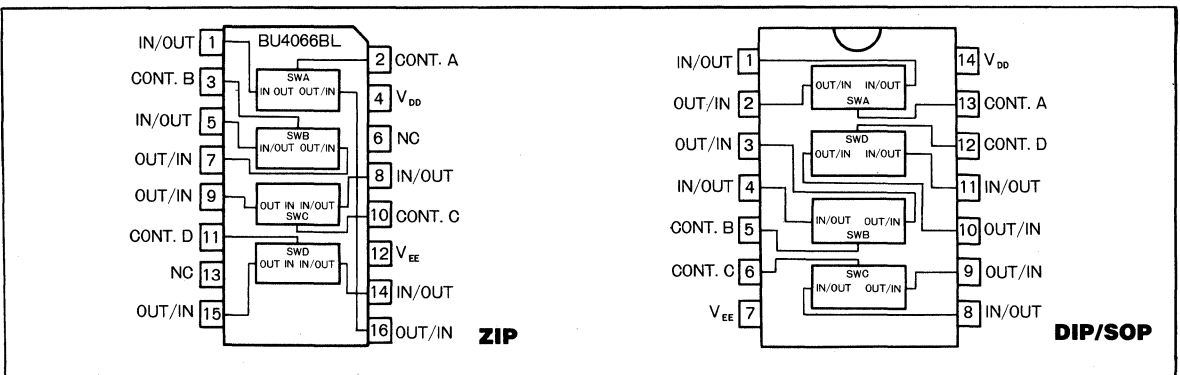 BU4066BL
IN/OUT 1
2 CONT. A
CONT. B 3
4 VDD
IN/OUT 5
6 NC
OUT/IN 7
8 IN/OUT
OUT/IN 9
10 CONT. C
CONT. D 11
12 VEE
NC 13
14 IN/OUT
OUT/IN 15
16 OUT/IN
SWA
IN OUT OUT/IN
SWB
IN/OUT OUT/IN
OUT IN IN/OUT
SWC
SWD
OUT IN IN/OUT
ZIP
IN/OUT 1
14 VDD
OUT/IN 2
13 CONT. A
OUT/IN 3
12 CONT. D
IN/OUT 4
11 IN/OUT
CONT. B 5
10 OUT/IN
CONT. C 6
9 OUT/IN
VEE 7
8 IN/OUT
OUT/IN IN/OUT
SWA
SWD
OUT/IN IN/OUT
IN/OUT OUT/IN
SWB
SWC
IN/OUT OUT/IN
DIP/SOP